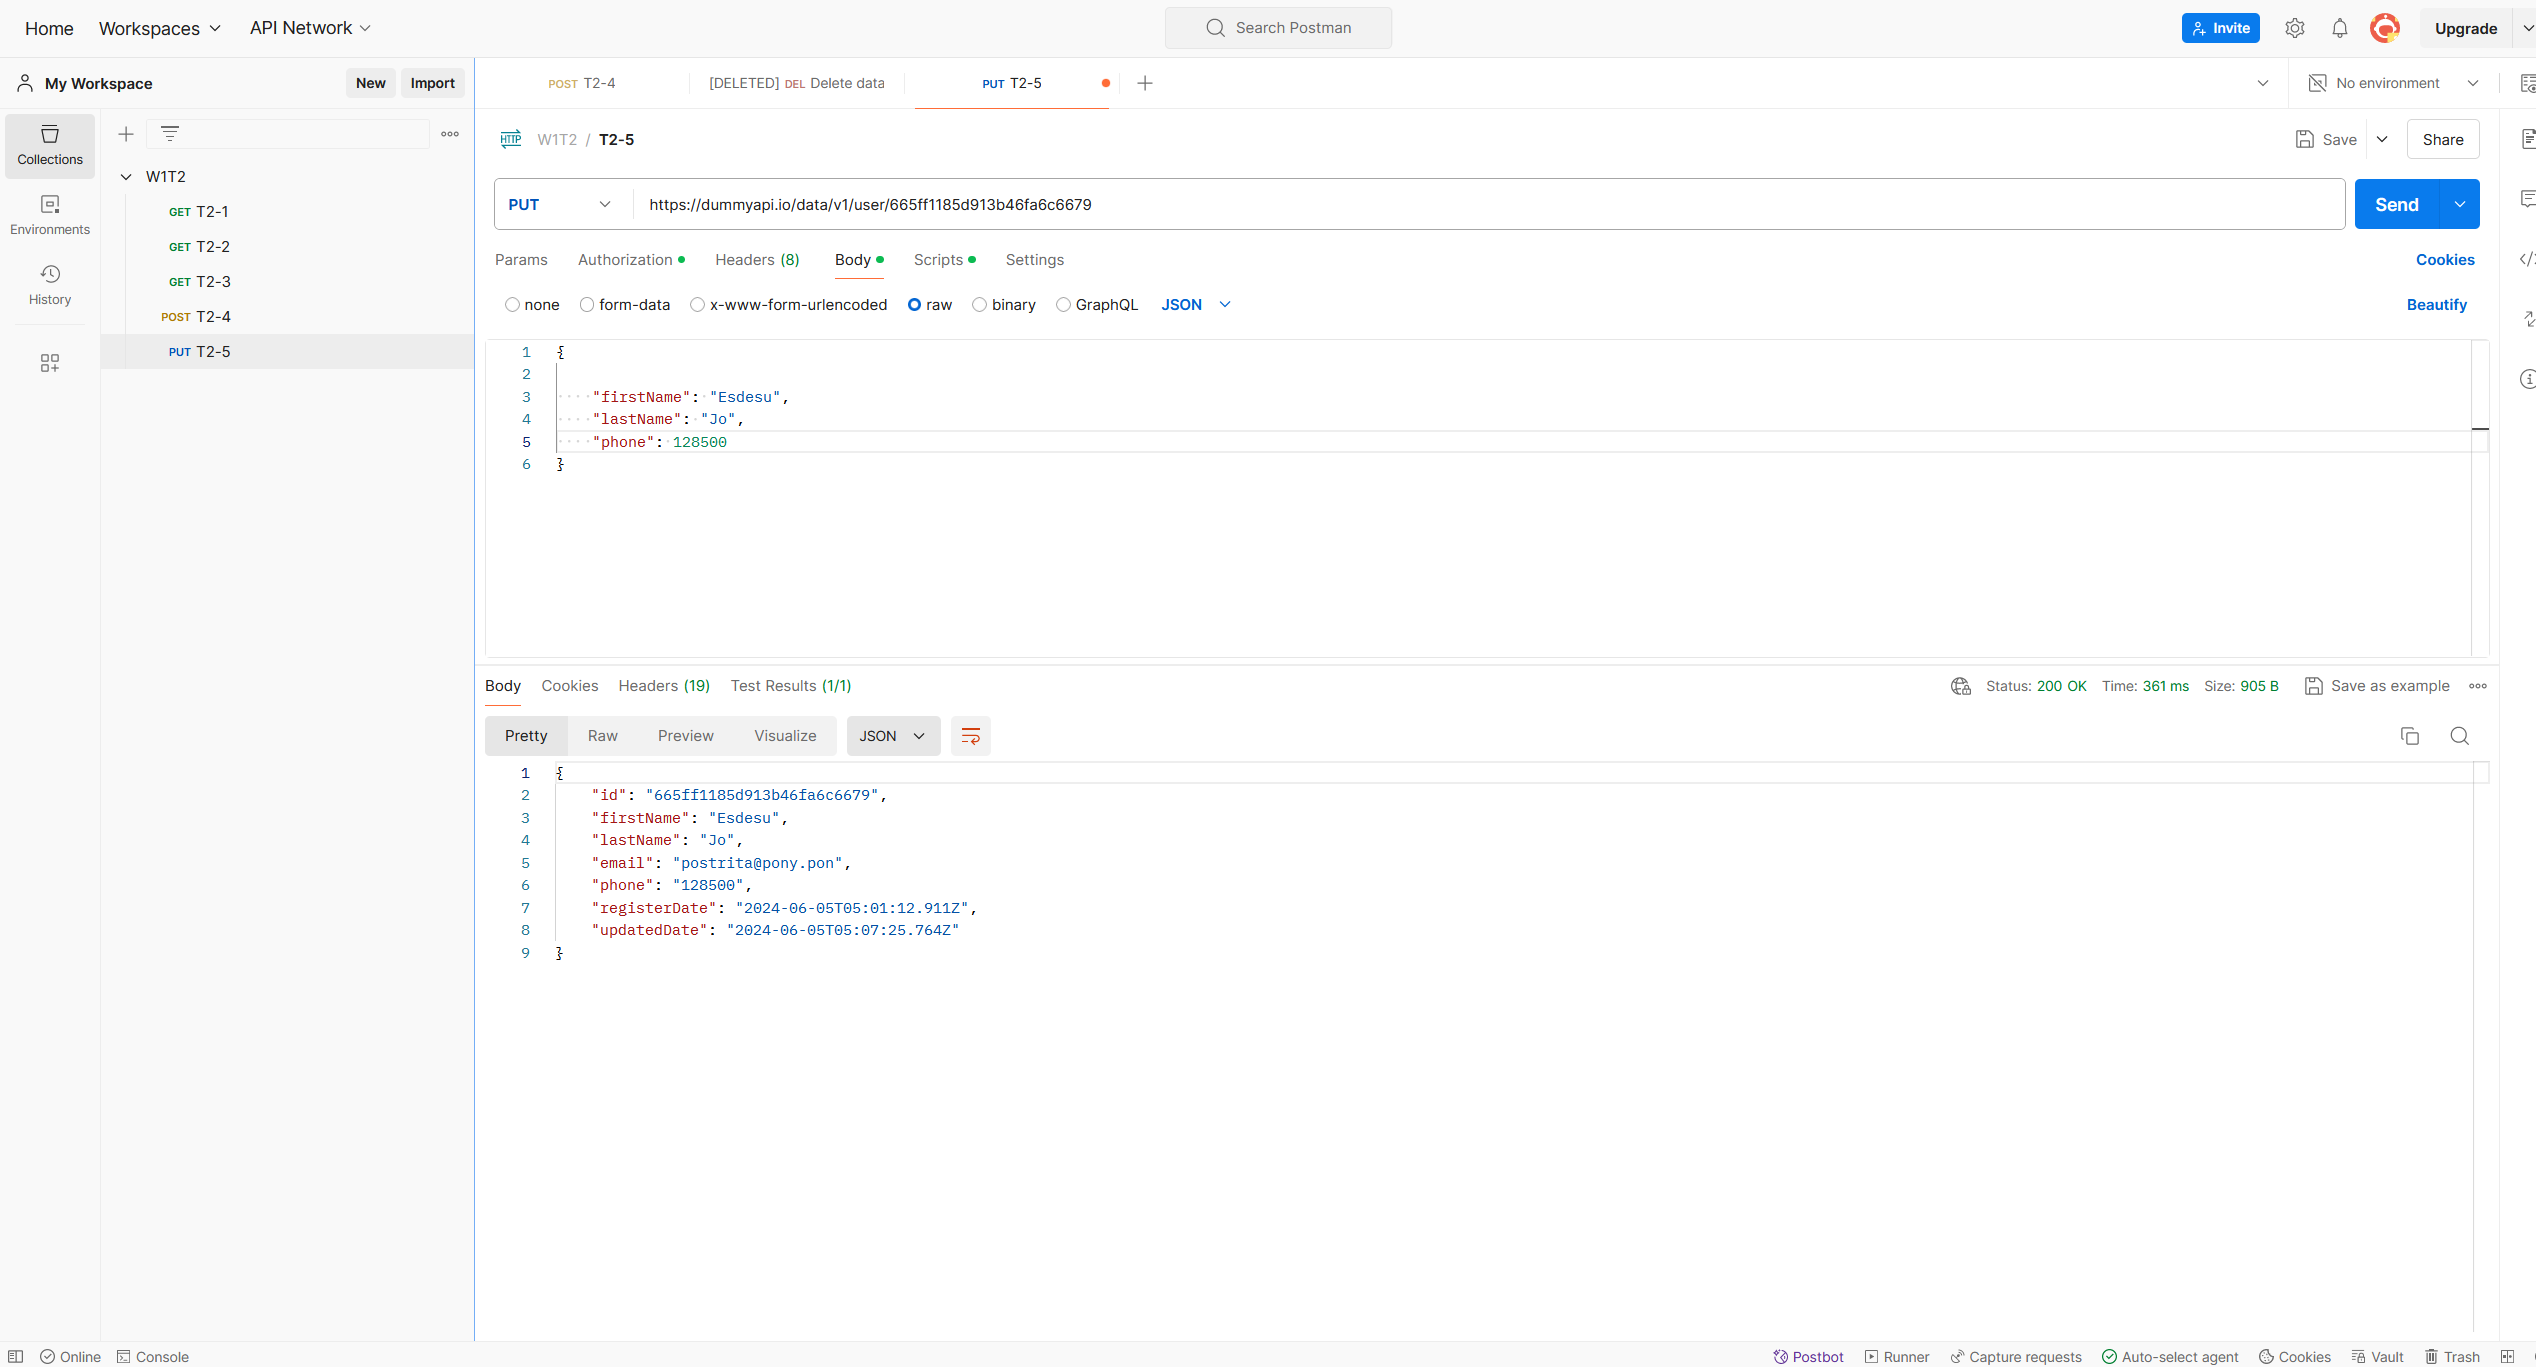 Home Workspaces API Network Search Postman Invite Upgrade
My Workspace New Import POST T2-4 [DELETED] DEL Delete data PUT T2-5 No environment
Collections
Environments
History
W1T2
GET T2-1
GET T2-2
GET T2-3
POST T2-4
PUT T2-5
HTTP W1T2 / T2-5 Save Share
PUT https://dummyapi.io/data/v1/user/665ff1185d913b46fa6c6679 Send
Params Authorization Headers (8) Body Scripts Settings Cookies
none form-data x-www-form-urlencoded raw binary GraphQL JSON Beautify
1 {
2
3 "firstName": "Esdesu",
4 "lastName": "Jo",
5 "phone": 128500
6 }
Body Cookies Headers (19) Test Results (1/1) Status: 200 OK Time: 361 ms Size: 905 B Save as example
Pretty Raw Preview Visualize JSON
1 {
2 "id": "665ff1185d913b46fa6c6679",
3 "firstName": "Esdesu",
4 "lastName": "Jo",
5 "email": "postrita@pony.pon",
6 "phone": "128500",
7 "registerDate": "2024-06-05T05:01:12.911Z",
8 "updatedDate": "2024-06-05T05:07:25.764Z"
9 }
Online Console Postbot Runner Capture requests Auto-select agent Cookies Vault Trash